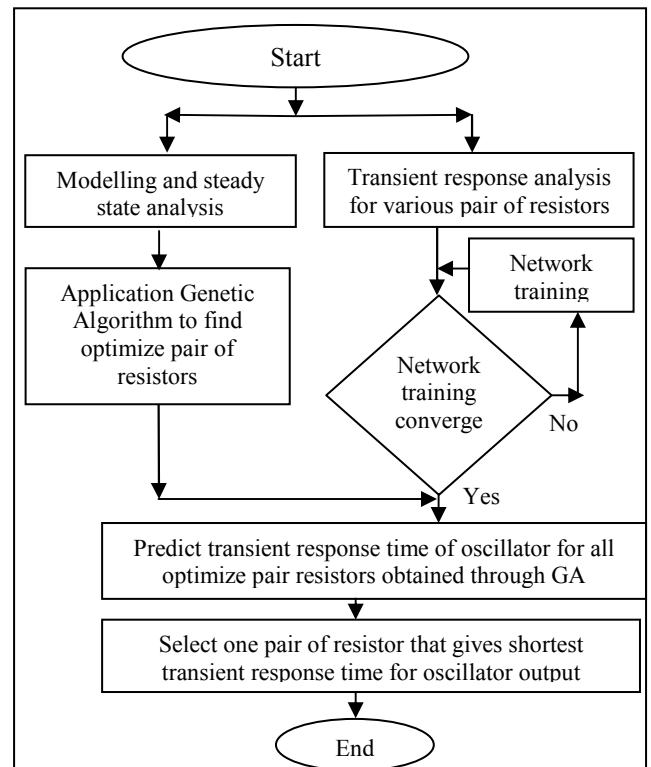 Start
Modelling and steady
state analysis
Transient response analysis
for various pair of resistors
Application Genetic
Algorithm to find
optimize pair of
resistors
Network
training
Network
training
converge
No
Yes
Predict transient response time of oscillator for all
optimize pair resistors obtained through GA
Select one pair of resistor that gives shortest
transient response time for oscillator output
End